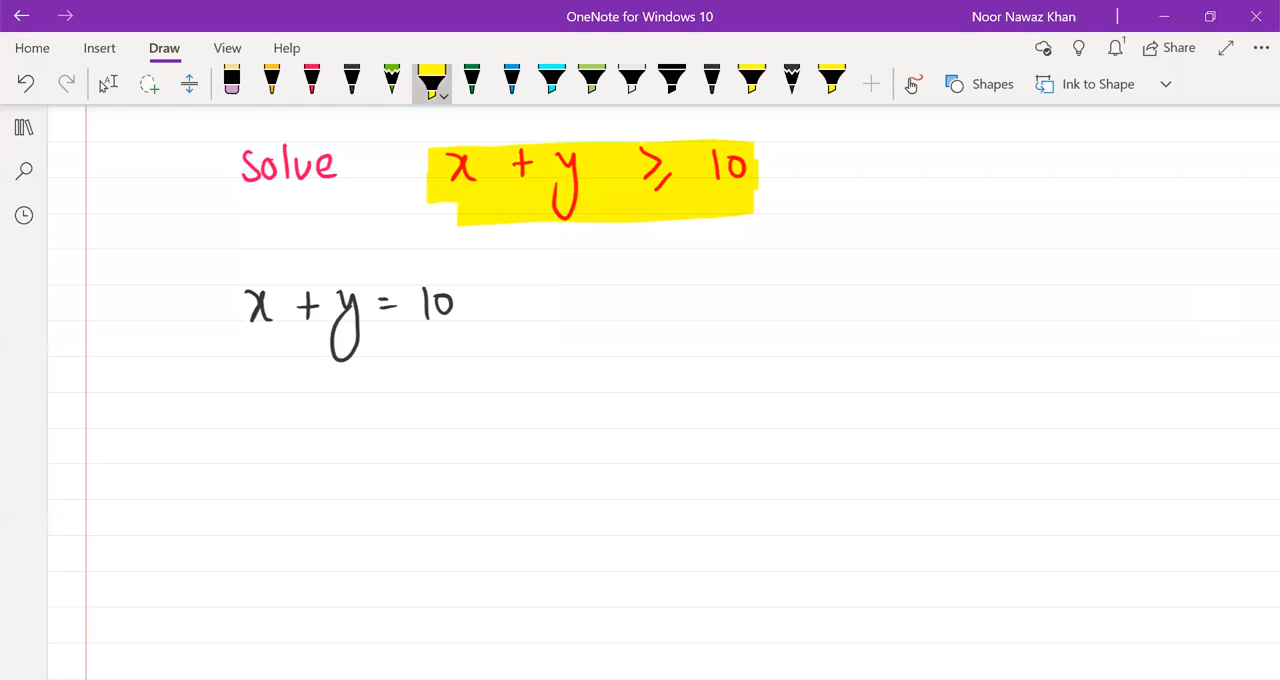 OneNote for Windows 10 Noor Nawaz Khan
Home Insert Draw View Help 1 Share
Shapes Ink to Shape
Solve x + y ⩾ 10
x + y = 10